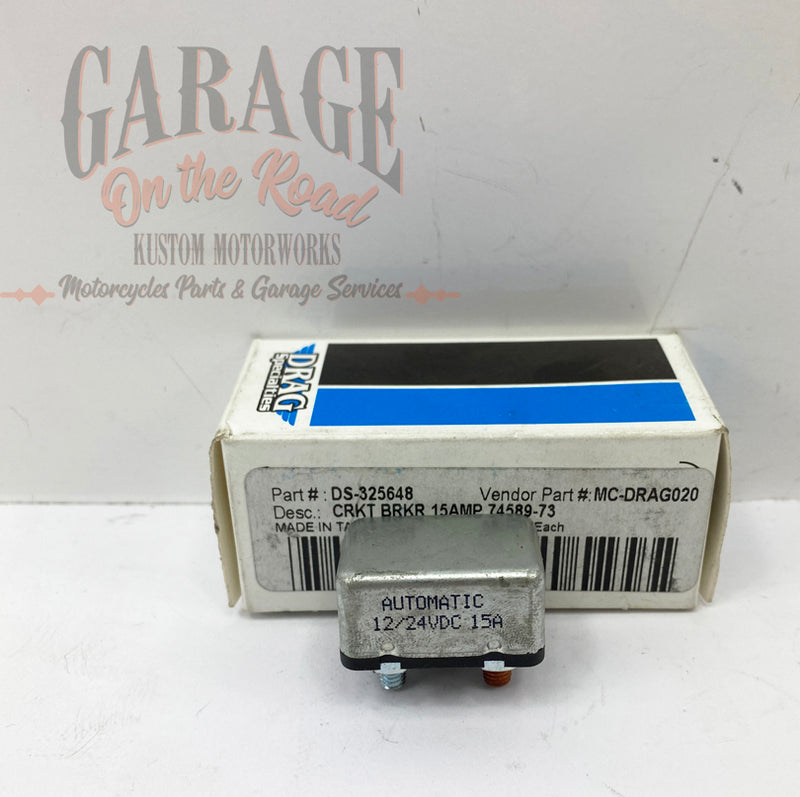 GARAGE
On the Road
KUSTOM MOTORWORKS
Motorcycles Parts & Garage Services
DRAG
Specialties
Part # : DS-325648 Vendor Part #: MC-DRAG020
Desc.: CRKT BRKR 15AMP 74589-73
MADE IN Each
AUTOMATIC
12/24VDC 15A